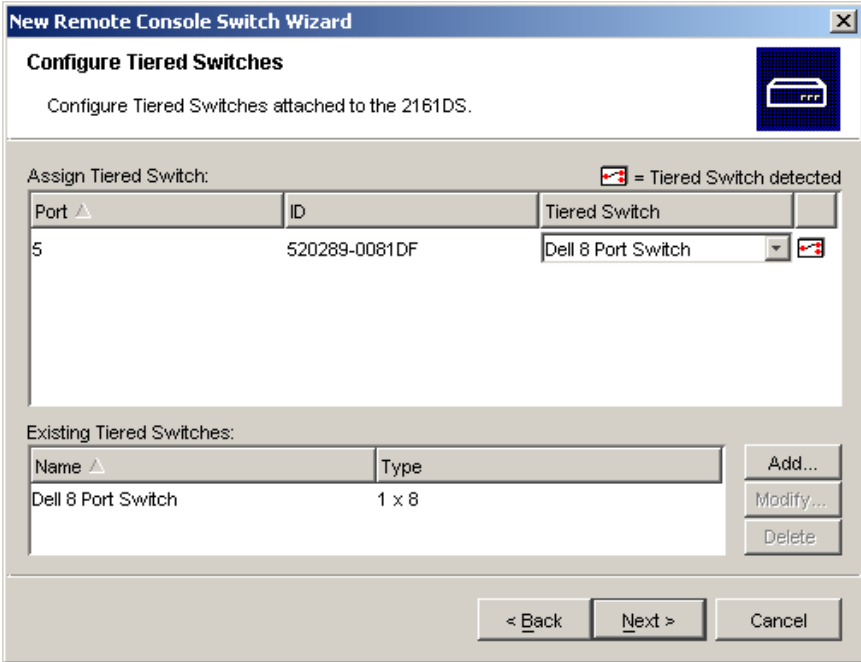 New Remote Console Switch Wizard
Configure Tiered Switches
Configure Tiered Switches attached to the 2161DS.
Assign Tiered Switch: = Tiered Switch detected
Port ID Tiered Switch
5 520289-0081DF Dell 8 Port Switch
Existing Tiered Switches:
Name Type
Dell 8 Port Switch 1 x 8
Add...
Modify...
Delete
< Back Next > Cancel